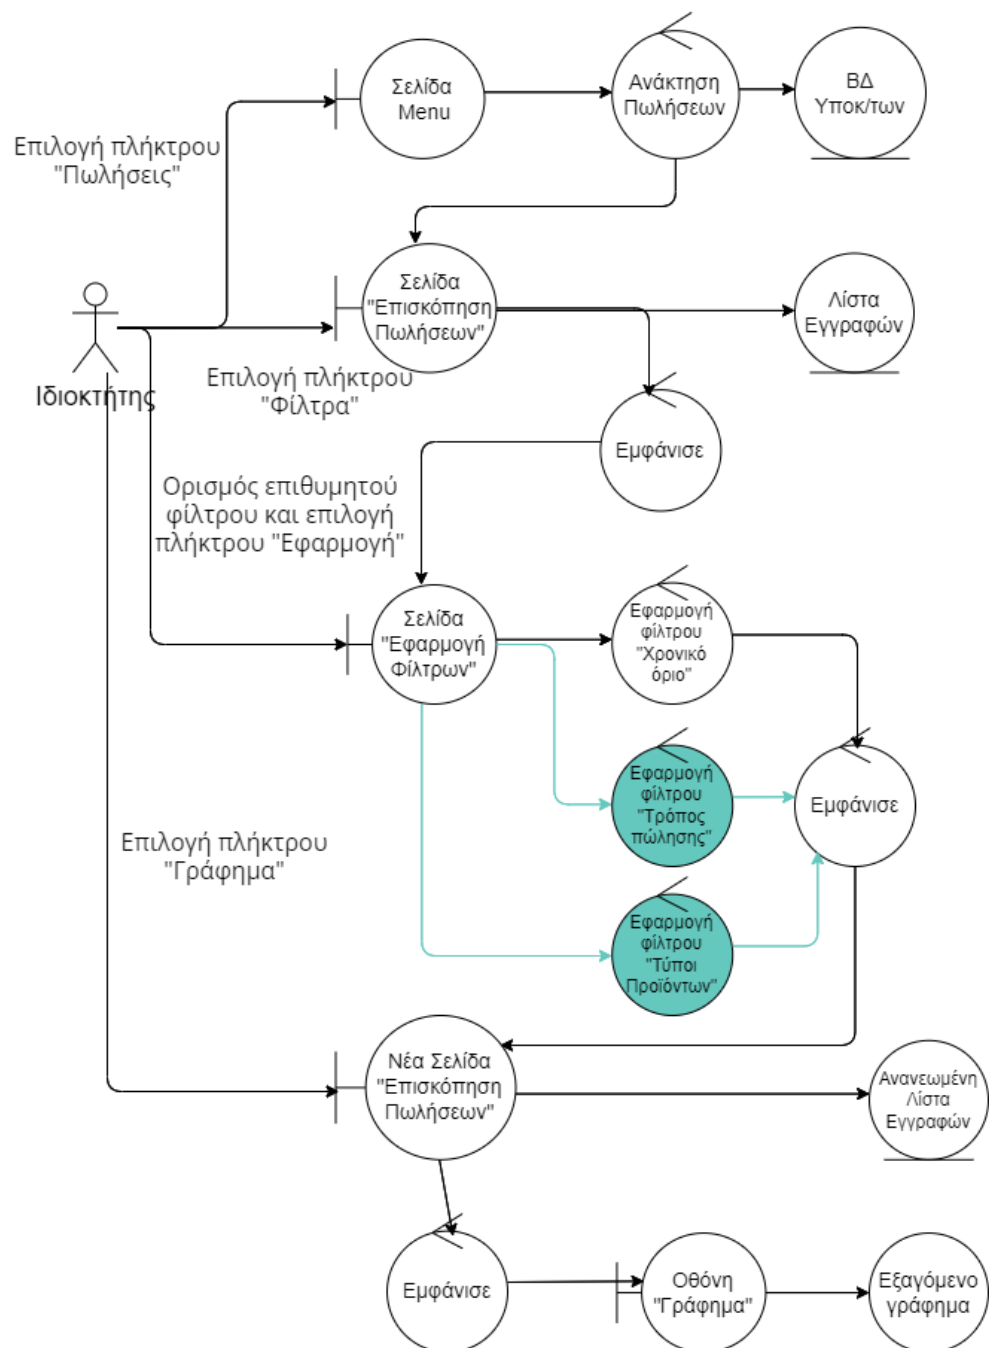 Σελίδα
Menu
Ανάκτηση
Πωλήσεων
ΒΔ
Υποκ/των
Επιλογή πλήκτρου
"Πωλήσεις"
Σελίδα
"Επισκόπηση
Πωλήσεων"
Λίστα
Εγγραφών
Ιδιοκτήτης
Επιλογή πλήκτρου
"Φίλτρα"
Εμφάνισε
Ορισμός επιθυμητού
φίλτρου και επιλογή
πλήκτρου "Εφαρμογή"
Σελίδα
"Εφαρμογή
Φίλτρων"
Εφαρμογή
φίλτρου
"Χρονικό
όριο"
Εφαρμογή
φίλτρου
"Τρόπος
πώλησης"
Εμφάνισε
Επιλογή πλήκτρου
"Γράφημα"
Εφαρμογή
φίλτρου
"Τύποι
Προϊόντων"
Νέα Σελίδα
"Επισκόπηση
Πωλήσεων"
Ανανεωμένη
Λίστα
Εγγραφών
Εμφάνισε
Οθόνη
"Γράφημα"
Εξαγόμενο
γράφημα